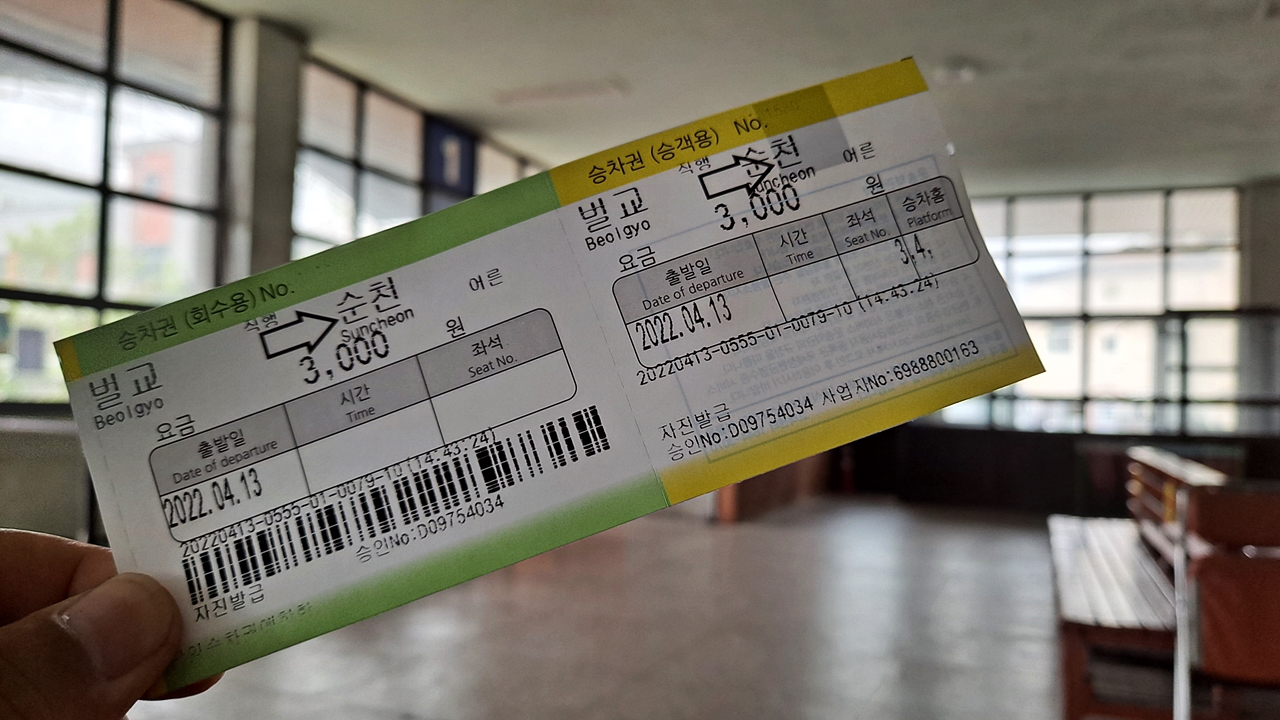 승차권 (회수용) No.
직행
벌교 순천 어른
Beolgyo Suncheon
요금 3,000 원
출발일 시간 좌석
Date of departure Time Seat No.
2022.04.13
20220413-0555-01-0079-10 (14:43:24)
승인No:D09754034
자진발급
승차권 (승객용) No.
직행
벌교 순천 어른
Beolgyo Suncheon
요금 3,000 원
출발일 시간 좌석 승차홈
Date of departure Time Seat No. Platform
2022.04.13 3,4,
20220413-0555-01-0079-10 (14:43:24)
자진발급
승인No:D09754034 사업자No:6988800163
1